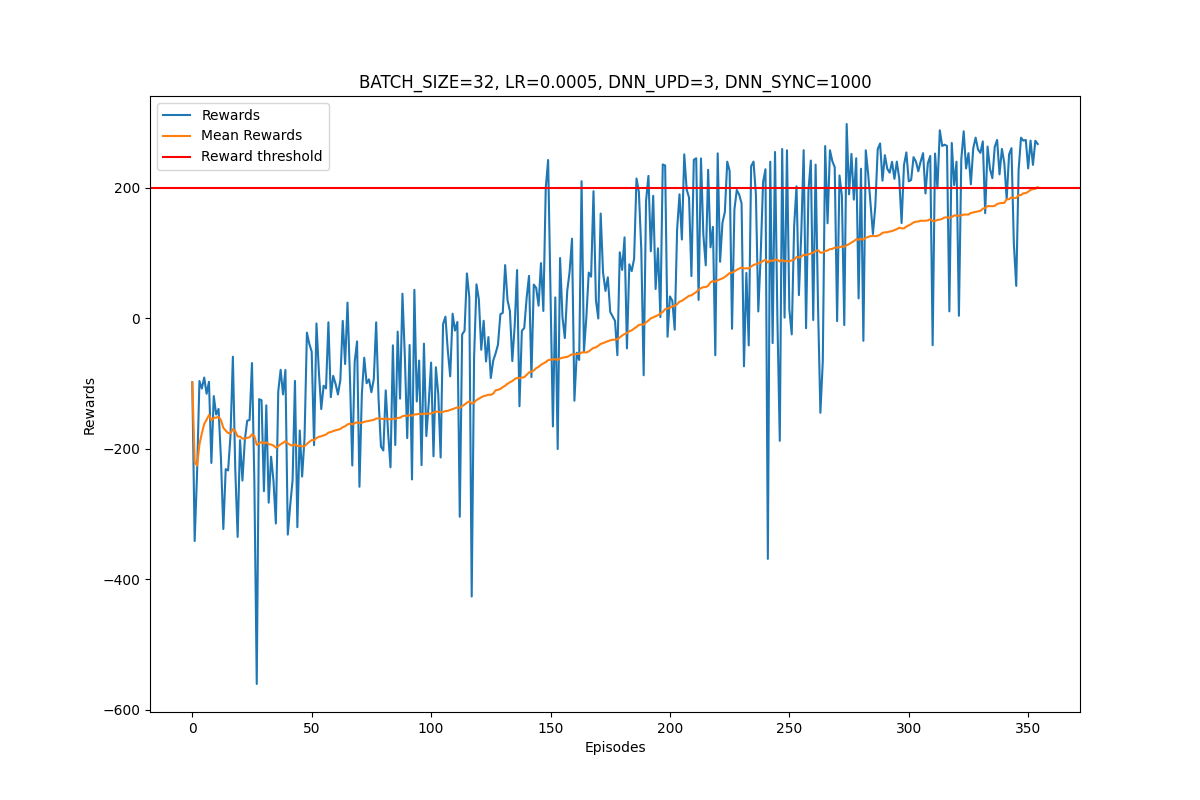 BATCH_SIZE=32, LR=0.0005, DNN_UPD=3, DNN_SYNC=1000
Rewards
Mean Rewards
Reward threshold
200
0
−200
−400
−600
Rewards
0 50 100 150 200 250 300 350
Episodes